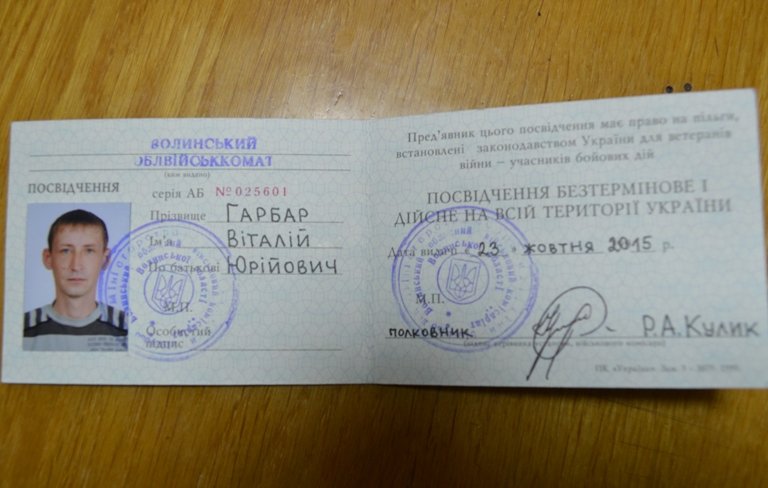 ВОЛИНСЬКИЙ
ОБЛВІЙСЬККОМАТ
(ким видано)
ПОСВІДЧЕННЯ
серія АБ №025601
Прізвище ГАРБАР
Ім'я ВІТАЛІЙ
По батькові ЮРІЙОВИЧ
М.П.
Особистий
підпис
Пред'явник цього посвідчення має право на пільги,
встановлені законодавством України для ветеранів
війни – учасників бойових дій
ПОСВІДЧЕННЯ БЕЗТЕРМІНОВЕ І
ДІЙСНЕ НА ВСІЙ ТЕРИТОРІЇ УКРАЇНИ
Дата видачі « 23 » жовтня 2015 р.
М.П.
полковник Р.А.Кулик